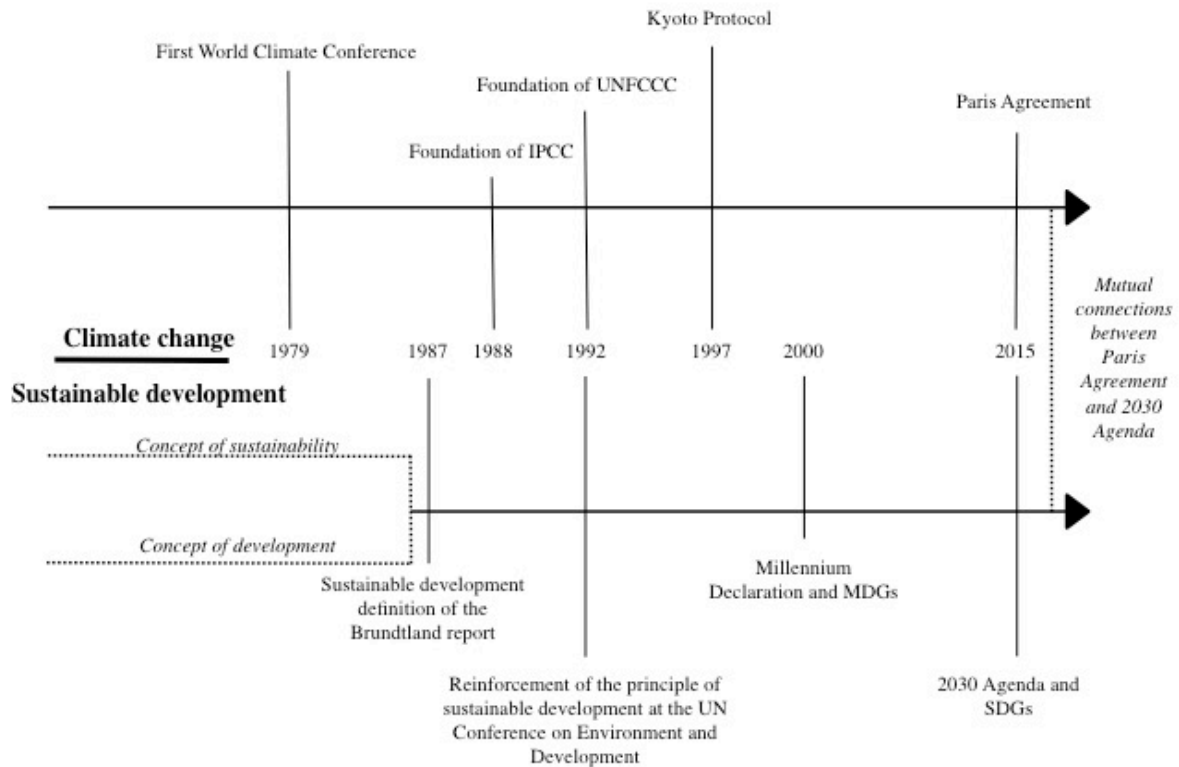 Kyoto Protocol
First World Climate Conference
Foundation of UNFCCC
Paris Agreement
Foundation of IPCC
Mutual
connections
between
Paris
Agreement
and 2030
Agenda
Climate change
1979
1987
1988
1992
1997
2000
2015
Sustainable development
Concept of sustainability
Concept of development
Sustainable development
definition of the
Brundtland report
Millennium
Declaration and MDGs
Reinforcement of the principle of
sustainable development at the UN
Conference on Environment and
Development
2030 Agenda and
SDGs